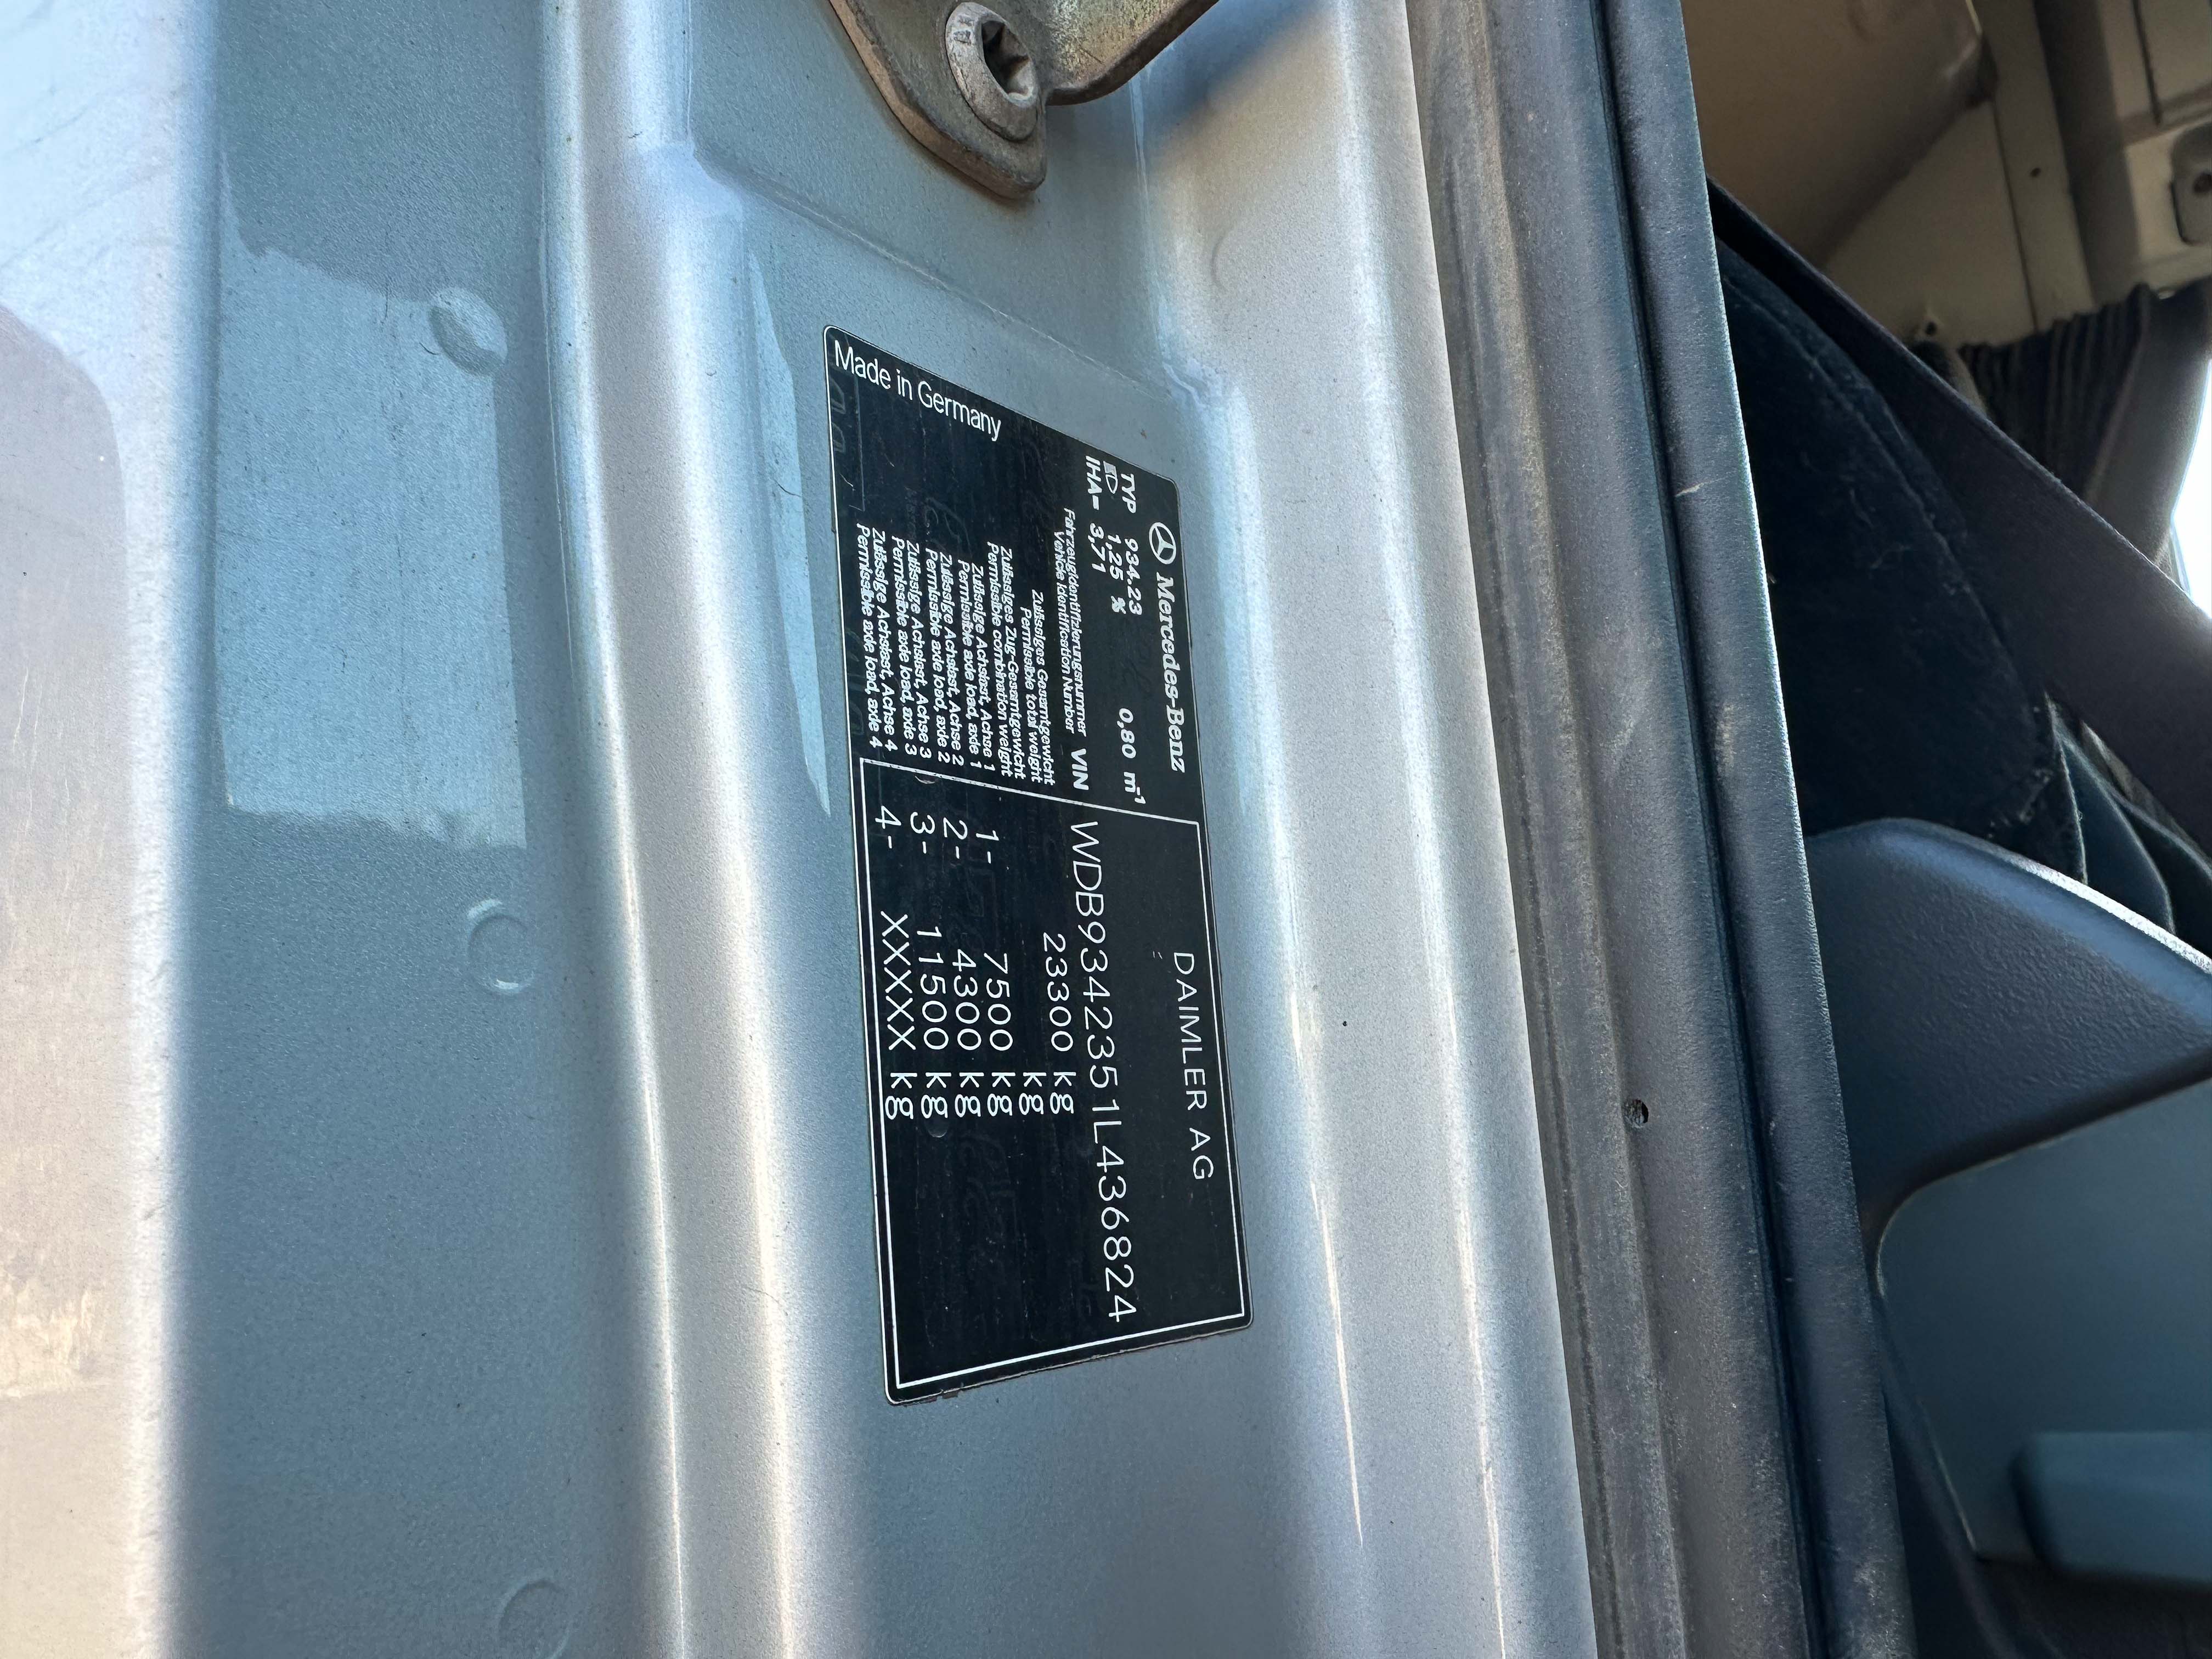 Mercedes-Benz DAIMLER AG
TYP 934.23
1,25 % 0,80 m-1
IHA= 3,71
Fahrzeugidentifizierungsnummer
Vehicle Identification Number VIN WDB9342351L436824
Zulässiges Gesamtgewicht
Permissible total weight 23300 kg
Zulässiges Zug-Gesamtgewicht
Permissible combination weight kg
Zulässige Achslast, Achse 1
Permissible axle load, axle 1 1- 7500 kg
Zulässige Achslast, Achse 2
Permissible axle load, axle 2 2- 4300 kg
Zulässige Achslast, Achse 3
Permissible axle load, axle 3 3- 11500 kg
Zulässige Achslast, Achse 4
Permissible axle load, axle 4 4- XXXXX kg
Made in Germany